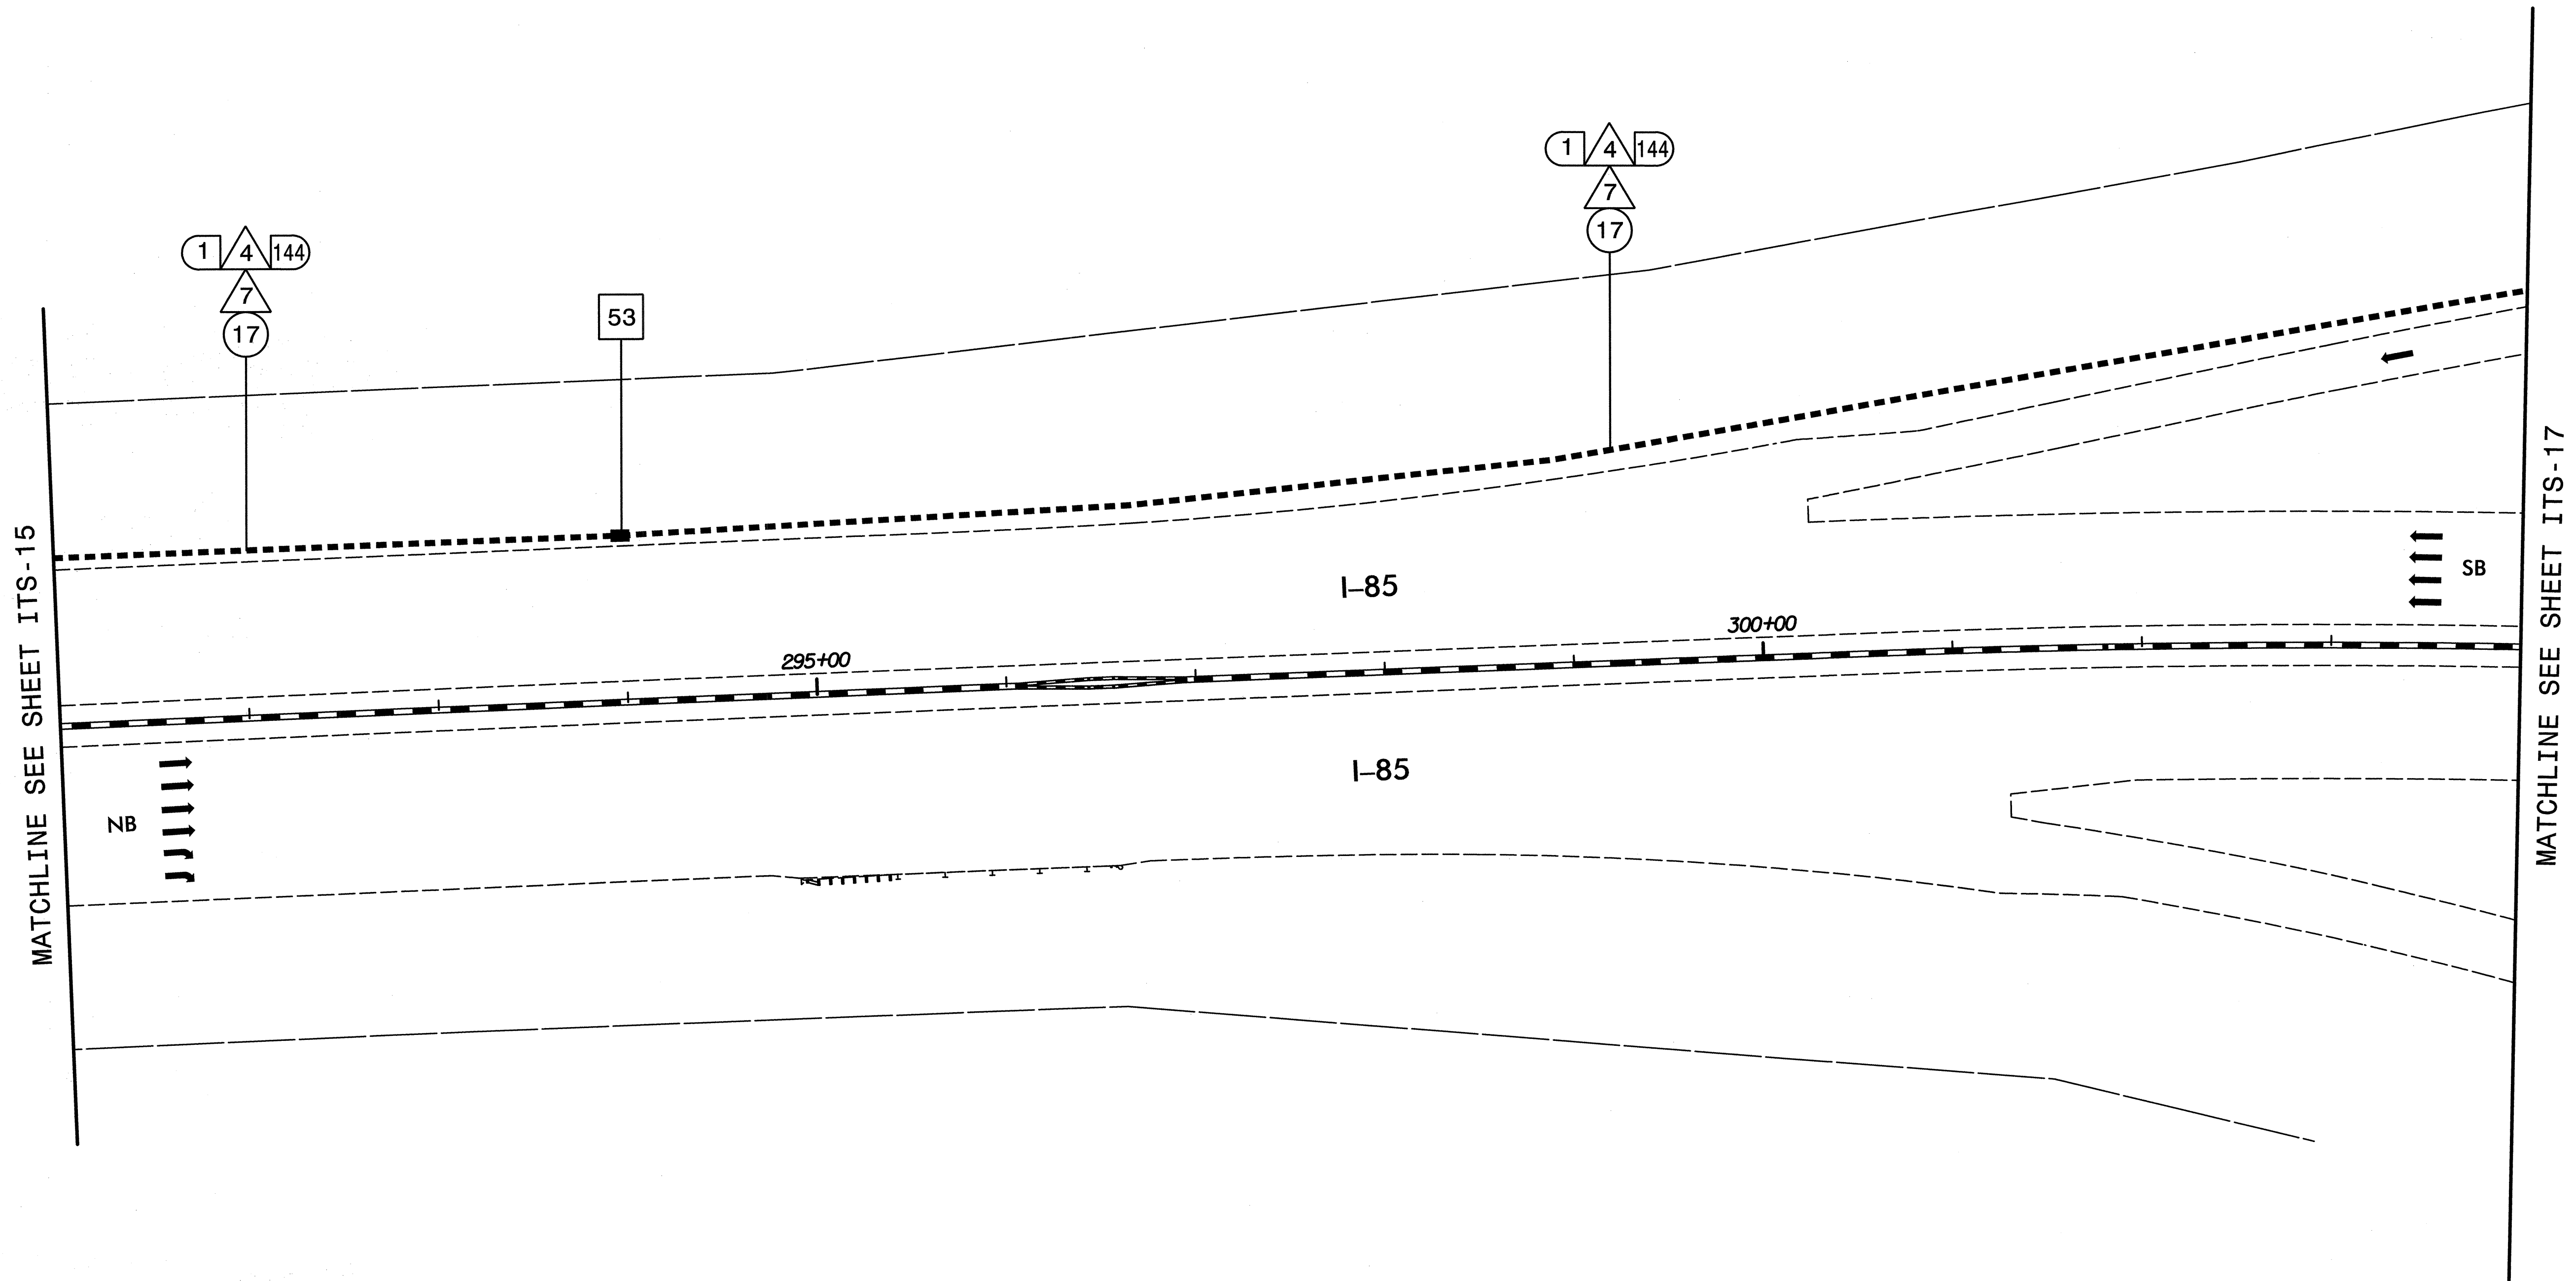 1 4 144
7
17
1 4 144
7
17
53
I-85
SB
300+00
295+00
I-85
NB
MATCHLINE SEE SHEET ITS-15
MATCHLINE SEE SHEET ITS-17